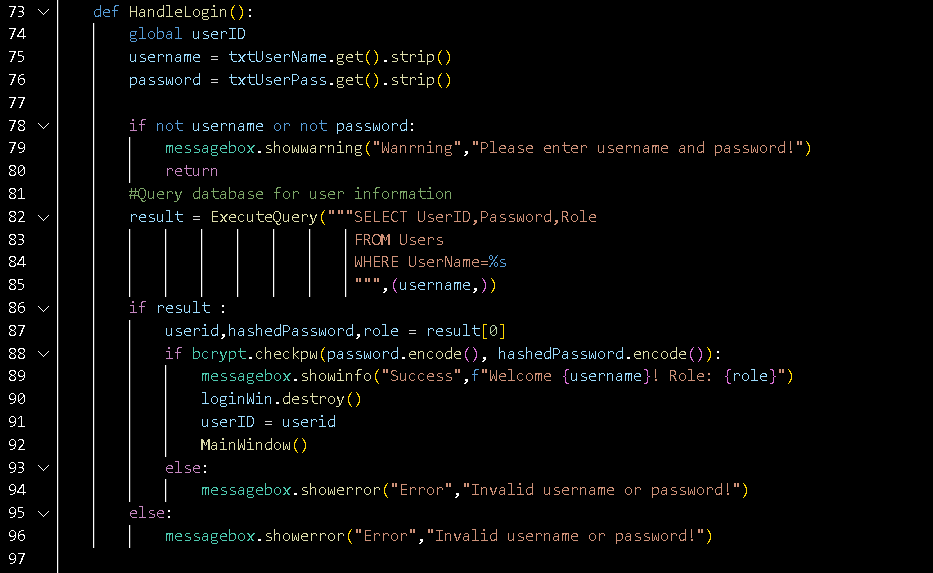 73 def HandleLogin():
74 global userID
75 username = txtUserName.get().strip()
76 password = txtUserPass.get().strip()
77
78 if not username or not password:
79 messagebox.showwarning("Wanrning","Please enter username and password!")
80 return
81 #Query database for user information
82 result = ExecuteQuery("""SELECT UserID,Password,Role
83 FROM Users
84 WHERE UserName=%s
85 """,(username,))
86 if result :
87 userid,hashedPassword,role = result[0]
88 if bcrypt.checkpw(password.encode(), hashedPassword.encode()):
89 messagebox.showinfo("Success",f"Welcome {username}! Role: {role}")
90 loginWin.destroy()
91 userID = userid
92 MainWindow()
93 else:
94 messagebox.showerror("Error","Invalid username or password!")
95 else:
96 messagebox.showerror("Error","Invalid username or password!")
97